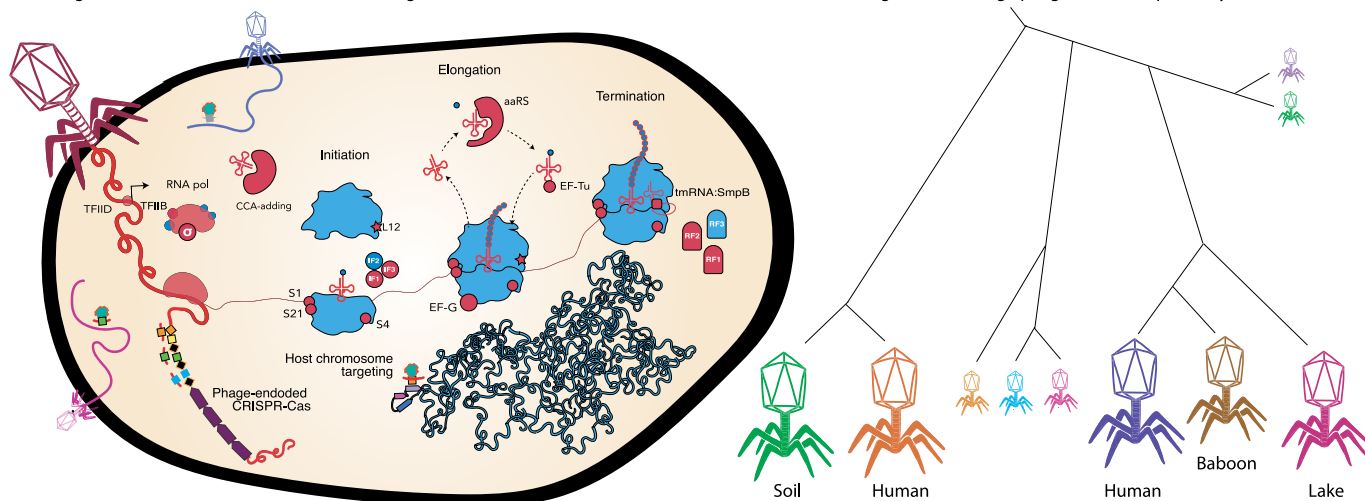 Elongation
aaRS
Termination
Initiation
RNA pol
TFIID
TFIIB
σ
CCA-adding
EF-Tu
tmRNA:SmpB
L12
RF3
RF2
RF1
IF2
IF3
IF1
S1
S21
S4
EF-G
Host chromosome
targeting
Phage-endoded
CRISPR-Cas
Soil
Human
Human
Baboon
Lake